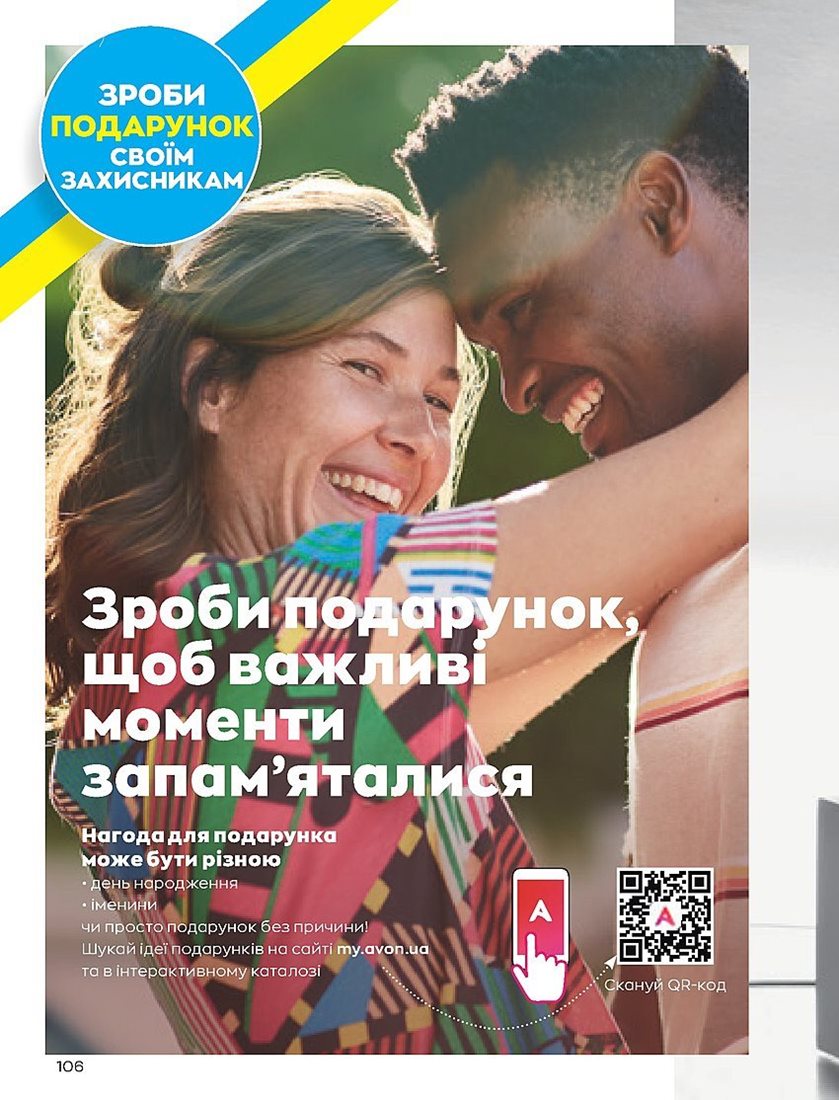 ЗРОБИ
ПОДАРУНОК
СВОЇМ
ЗАХИСНИКАМ
Зроби подарунок,
щоб важливі
моменти
запам’яталися
Нагода для подарунка
може бути різною
• день народження
• іменини
чи просто подарунок без причини!
Шукай ідеї подарунків на сайті my.avon.ua
та в інтерактивному каталозі
A
A
Скануй QR-код
106